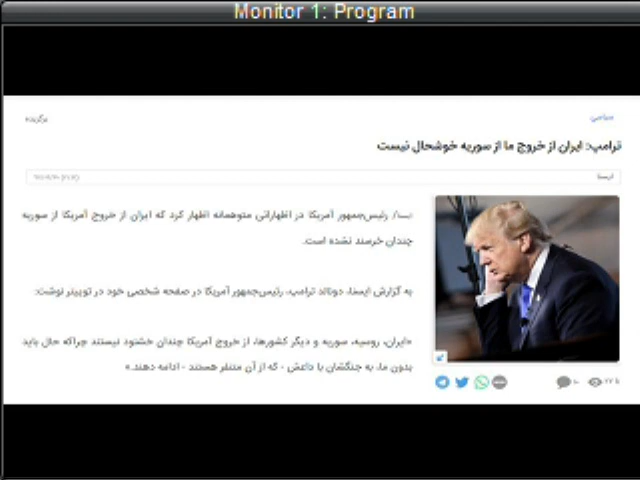 Monitor 1: Program
سیاسی
برگزیده
ترامپ: ایران از خروج ما از سوریه خوشحال نیست
ایسنا
ایسنا/ رئیس‌جمهور آمریکا در اظهاراتی متوهمانه اظهار کرد که ایران از خروج آمریکا از سوریه
چندان خرسند نشده است.
به گزارش ایسنا، دونالد ترامپ، رئیس‌جمهور آمریکا در صفحه شخصی خود در توییتر نوشت:
«ایران، روسیه، سوریه و دیگر کشورها، از خروج آمریکا چندان خشنود نیستند چراکه حال باید
بدون ما، به جنگشان با داعش - که از آن متنفر هستند - ادامه دهند.»